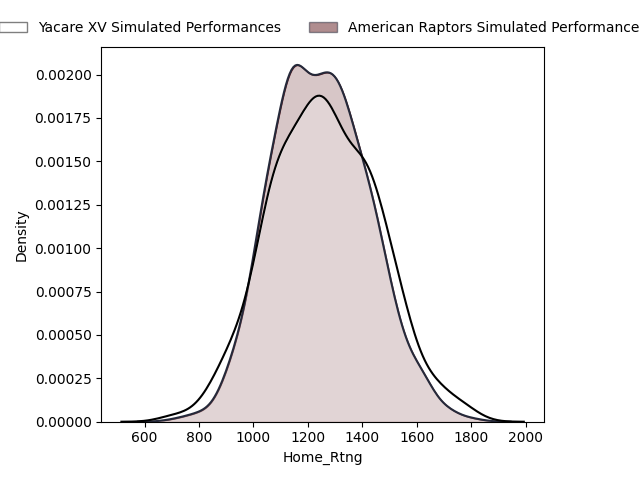 Yacare XV Simulated Performances American Raptors Simulated Performance
0.00200
0.00175
0.00150
0.00125
0.00100
0.00075
0.00050
0.00025
0.00000
Density
600 800 1000 1200 1400 1600 1800 2000
Home_Rtng